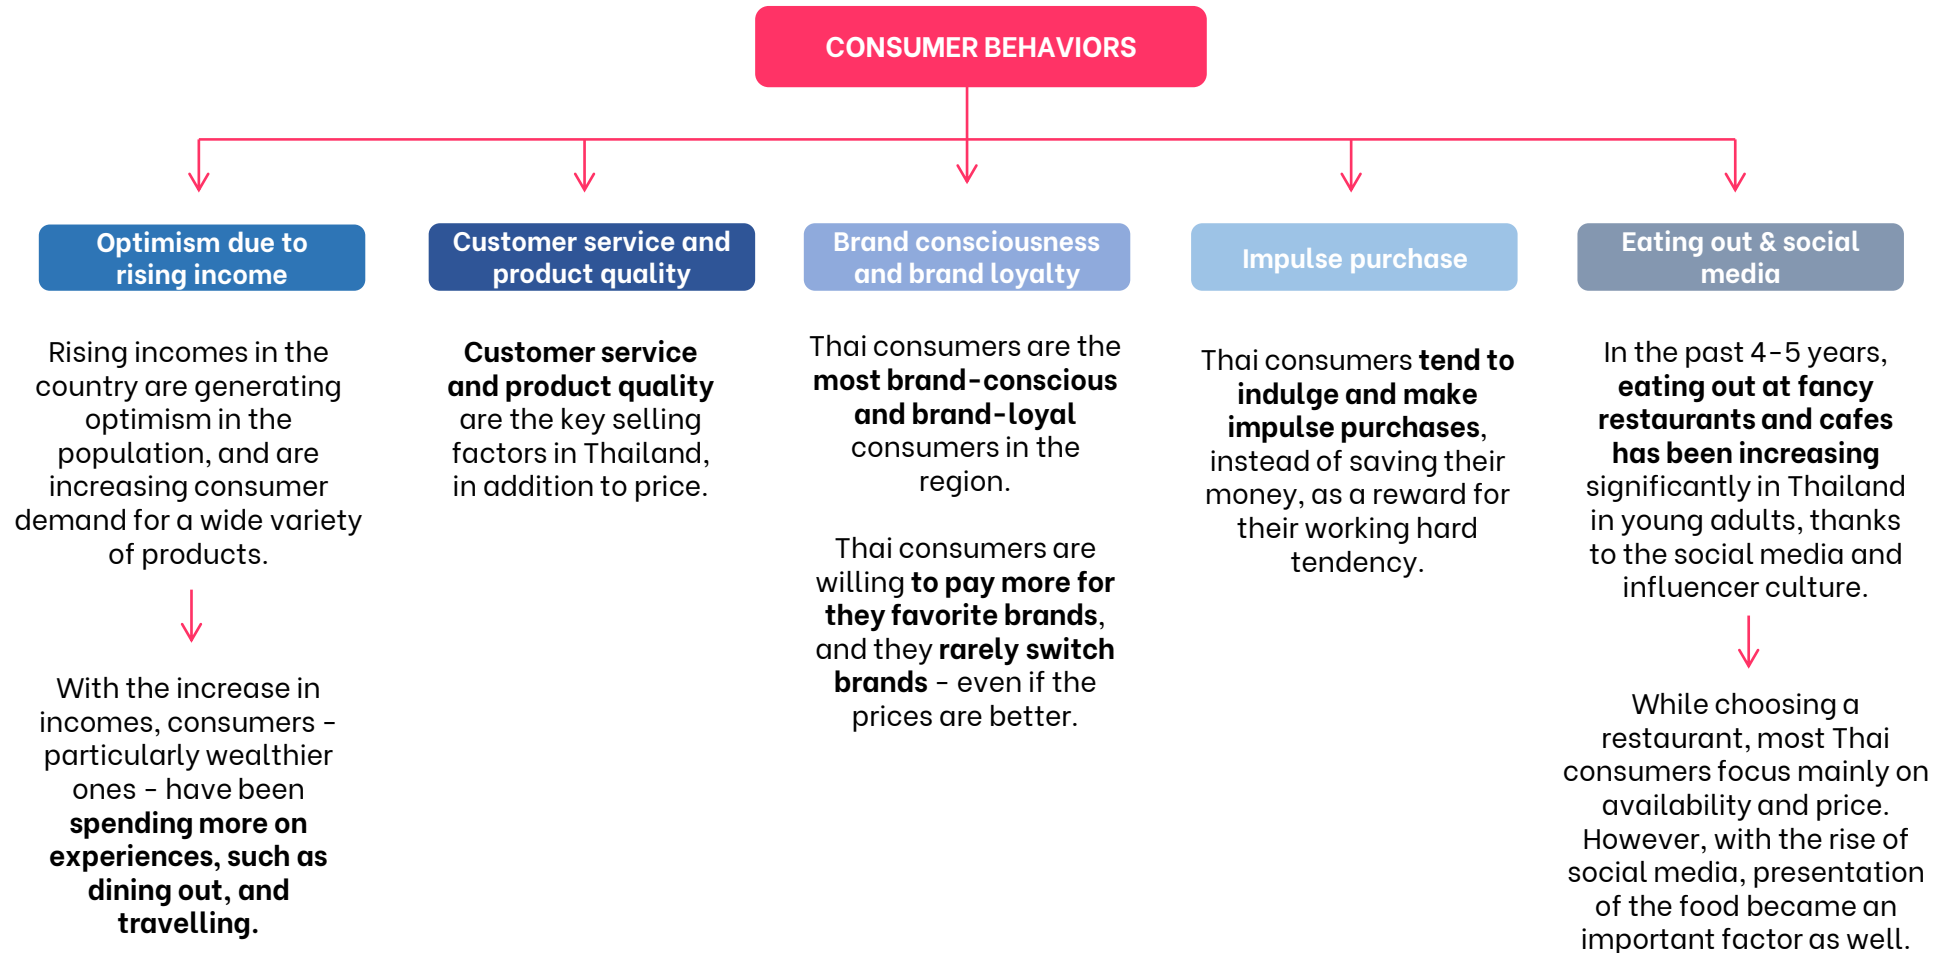 CONSUMER BEHAVIORS
Optimism due to
rising income
Rising incomes in the
country are generating
optimism in the
population, and are
increasing consumer
demand for a wide variety
of products.
With the increase in
incomes, consumers -
particularly wealthier
ones - have been
spending more on
experiences, such as
dining out, and
travelling.
Customer service and
product quality
Customer service
and product quality
are the key selling
factors in Thailand,
in addition to price.
Brand consciousness
and brand loyalty
Thai consumers are the
most brand-conscious
and brand-loyal
consumers in the
region.
Thai consumers are
willing to pay more for
they favorite brands,
and they rarely switch
brands - even if the
prices are better.
Impulse purchase
Thai consumers tend to
indulge and make
impulse purchases,
instead of saving their
money, as a reward for
their working hard
tendency.
Eating out & social
media
In the past 4-5 years,
eating out at fancy
restaurants and cafes
has been increasing
significantly in Thailand
in young adults, thanks
to the social media and
influencer culture.
While choosing a
restaurant, most Thai
consumers focus mainly on
availability and price.
However, with the rise of
social media, presentation
of the food became an
important factor as well.